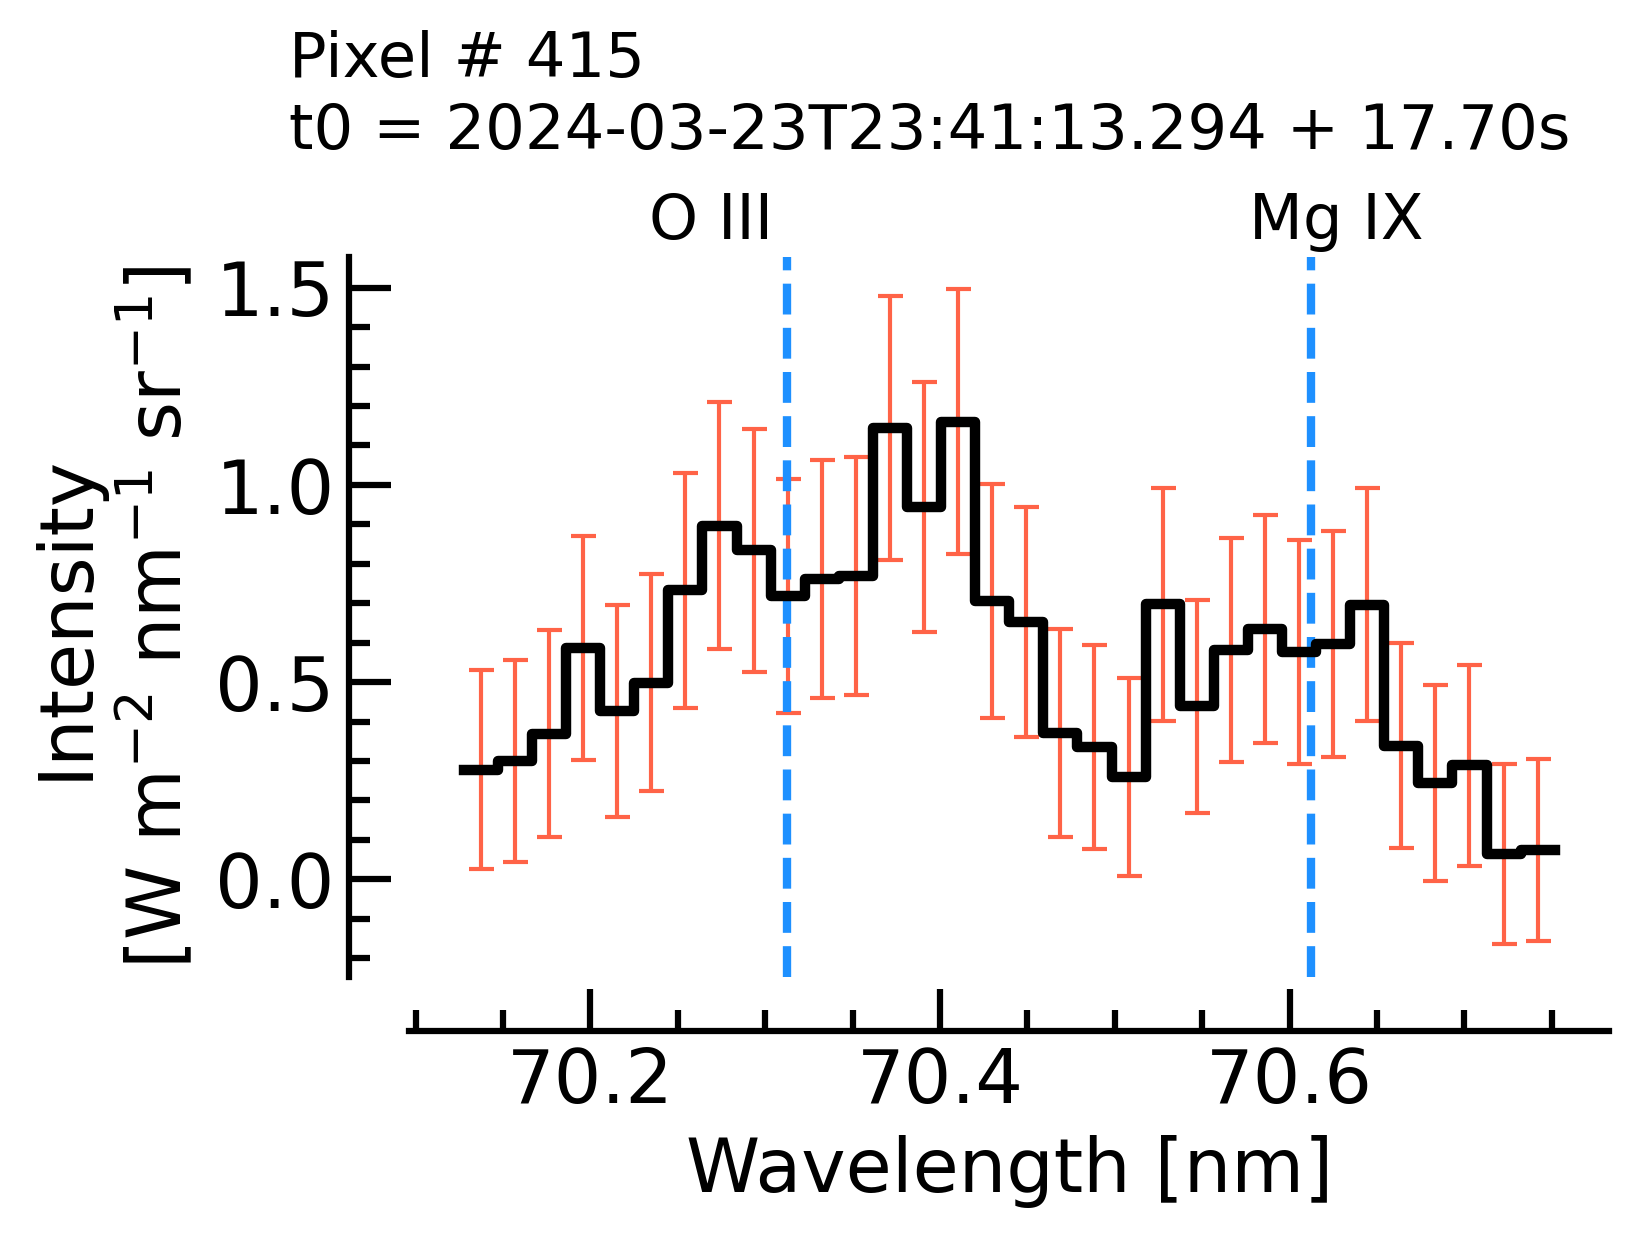 Pixel # 415
t0 = 2024-03-23T23:41:13.294 + 17.70s
O III
Mg IX
Intensity
[W m⁻² nm⁻¹ sr⁻¹]
1.5
1.0
0.5
0.0
70.2
70.4
70.6
Wavelength [nm]